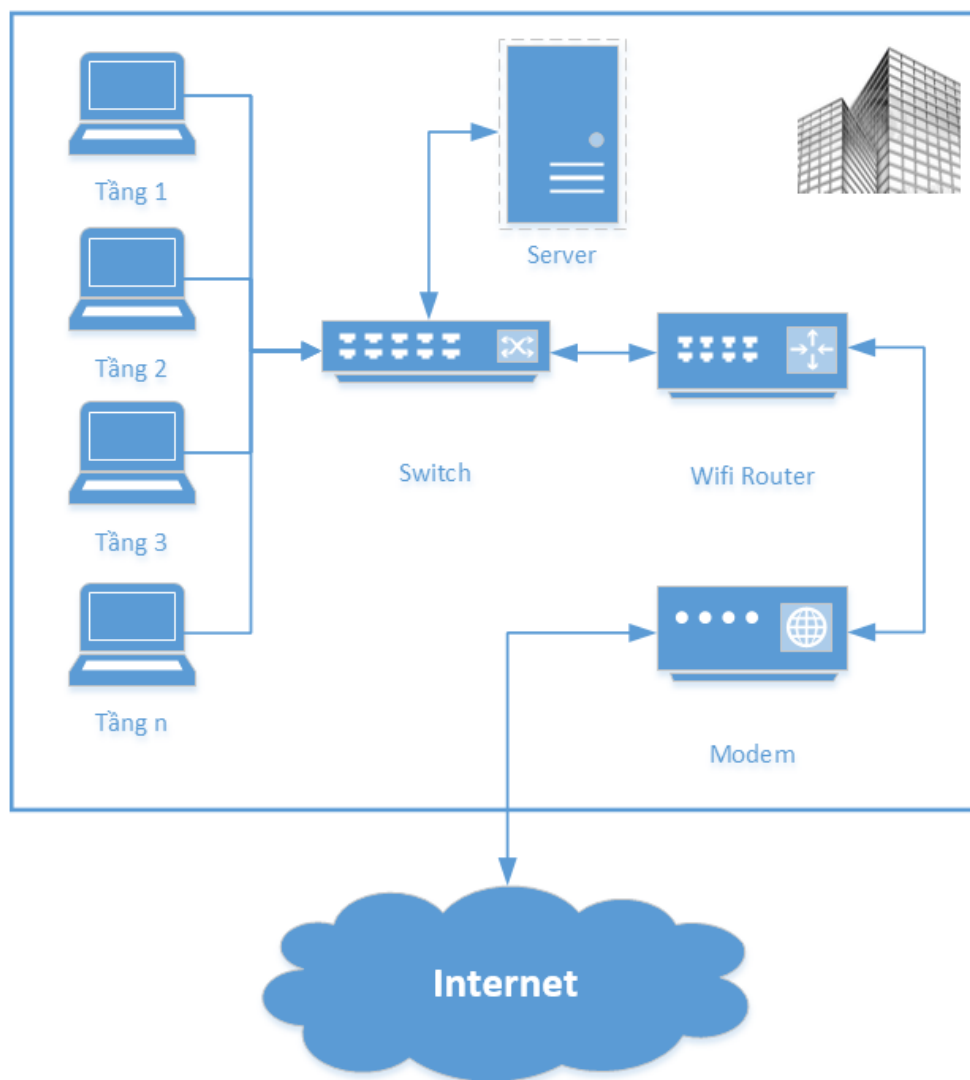 Tầng 1
Server
Tầng 2
Switch
Wifi Router
Tầng 3
Tầng n
Modem
Internet